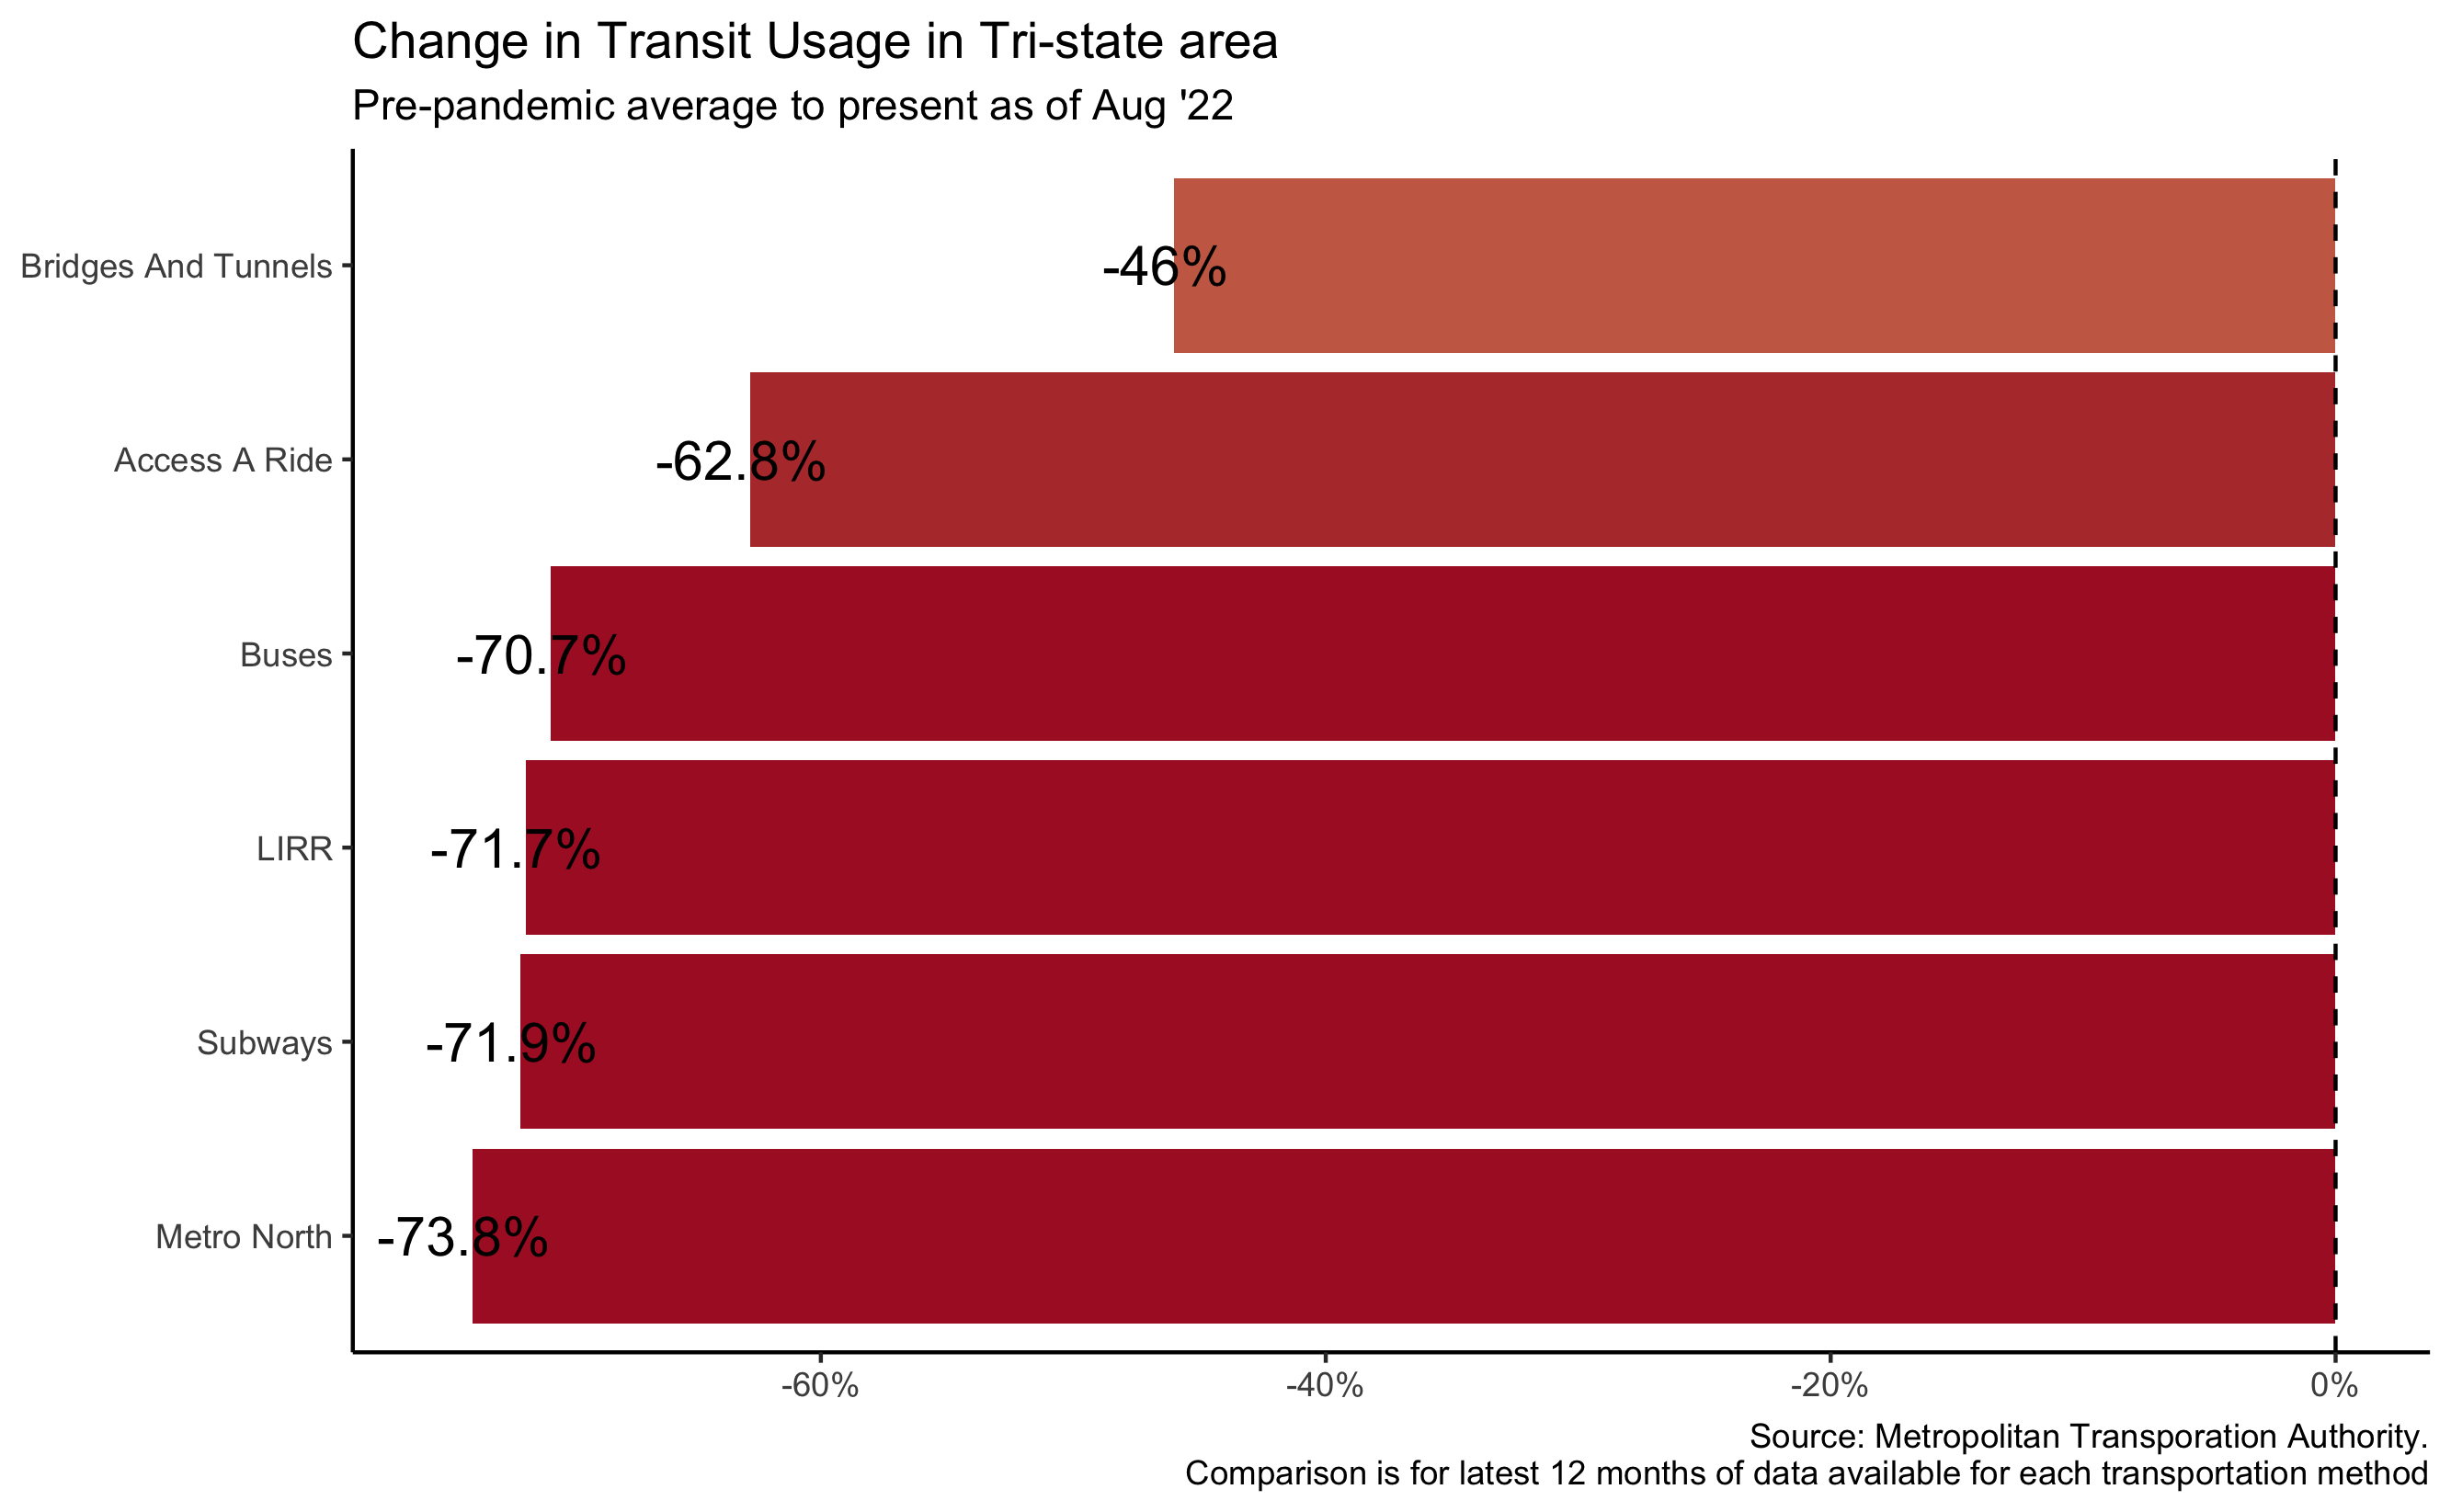 Change in Transit Usage in Tri-state area
Pre-pandemic average to present as of Aug '22
Bridges And Tunnels
-46%
Access A Ride
-62.8%
Buses
-70.7%
LIRR
-71.7%
Subways
-71.9%
Metro North
-73.8%
-60%
-40%
-20%
0%
Source: Metropolitan Transporation Authority.
Comparison is for latest 12 months of data available for each transportation method